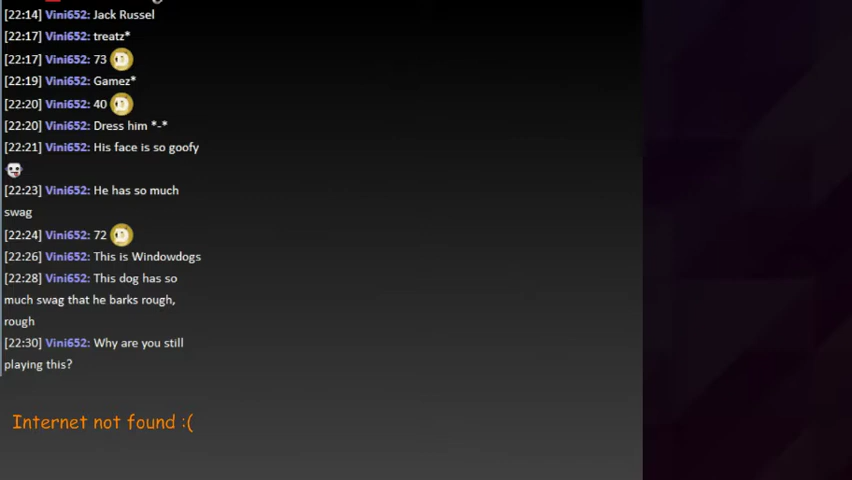 [22:14] Vini652: Jack Russel
[22:17] Vini652: treatz*
[22:17] Vini652: 73
[22:19] Vini652: Gamez*
[22:20] Vini652: 40
[22:20] Vini652: Dress him *-*
[22:21] Vini652: His face is so goofy
[22:23] Vini652: He has so much
swag
[22:24] Vini652: 72
[22:26] Vini652: This is Windowdogs
[22:28] Vini652: This dog has so
much swag that he barks rough,
rough
[22:30] Vini652: Why are you still
playing this?
Internet not found :(